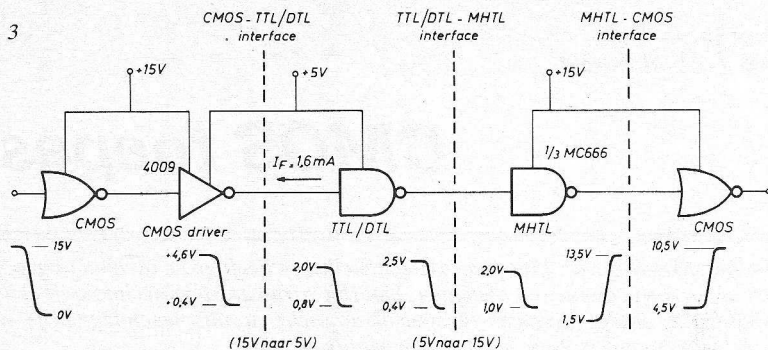 3
CMOS - TTL/DTL
interface
TTL/DTL - MHTL
interface
MHTL - CMOS
interface
+15V
+5V
+15V
4009
I_F = 1,6mA
1/3 MC666
CMOS
CMOS driver
TTL/DTL
MHTL
CMOS
15V
0V
+4,6V
+0,4V
2,0V
0,8V
2,5V
0,4V
2,0V
1,0V
13,5V
1,5V
10,5V
4,5V
(15V naar 5V)
(5V naar 15V)